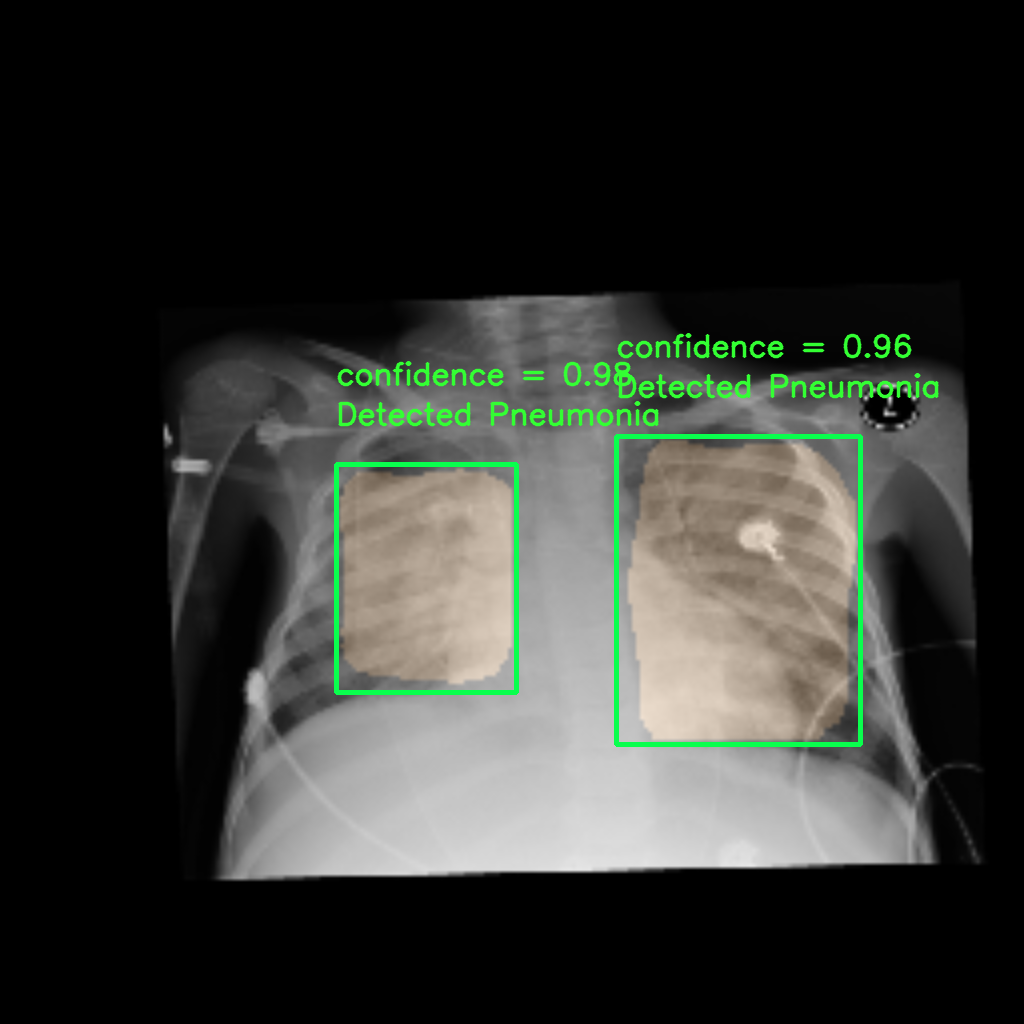 confidence = 0.98
Detected Pneumonia
confidence = 0.96
Detected Pneumonia
L